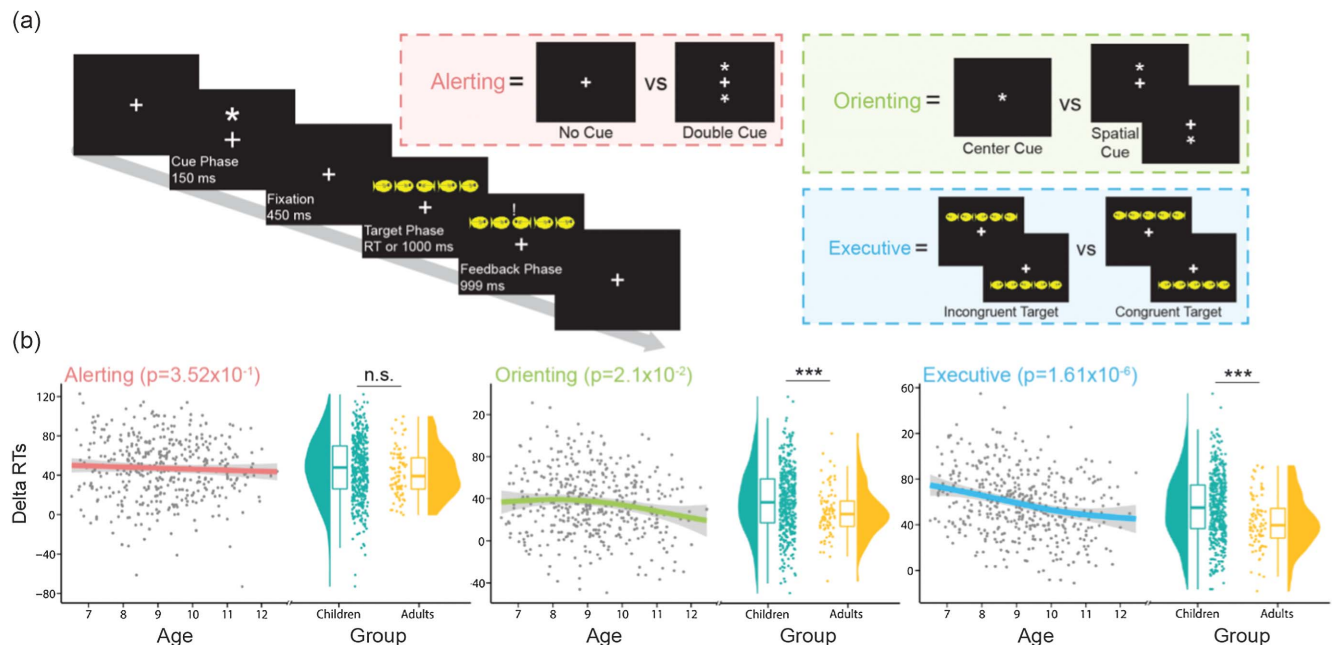 (a)
Alerting = No Cue vs Double Cue
Orienting = Center Cue vs Spatial Cue
Executive = Incongruent Target vs Congruent Target
+
*
+
Cue Phase
150 ms
+
Fixation
450 ms
+
Target Phase
RT or 1000 ms
!
+
Feedback Phase
999 ms
+
(b)
Alerting (p=3.52x10⁻¹)
n.s.
Delta RTs
120
80
40
0
-40
-80
7 8 9 10 11 12
Age
Children Adults
Group
Orienting (p=2.1x10⁻²)
***
20
80
40
0
-40
7 8 9 10 11 12
Age
Children Adults
Group
Executive (p=1.61x10⁻⁶)
***
60
20
80
40
0
7 8 9 10 11 12
Age
Children Adults
Group